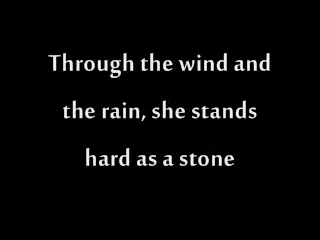 Through the wind and
the rain, she stands
hard as a stone